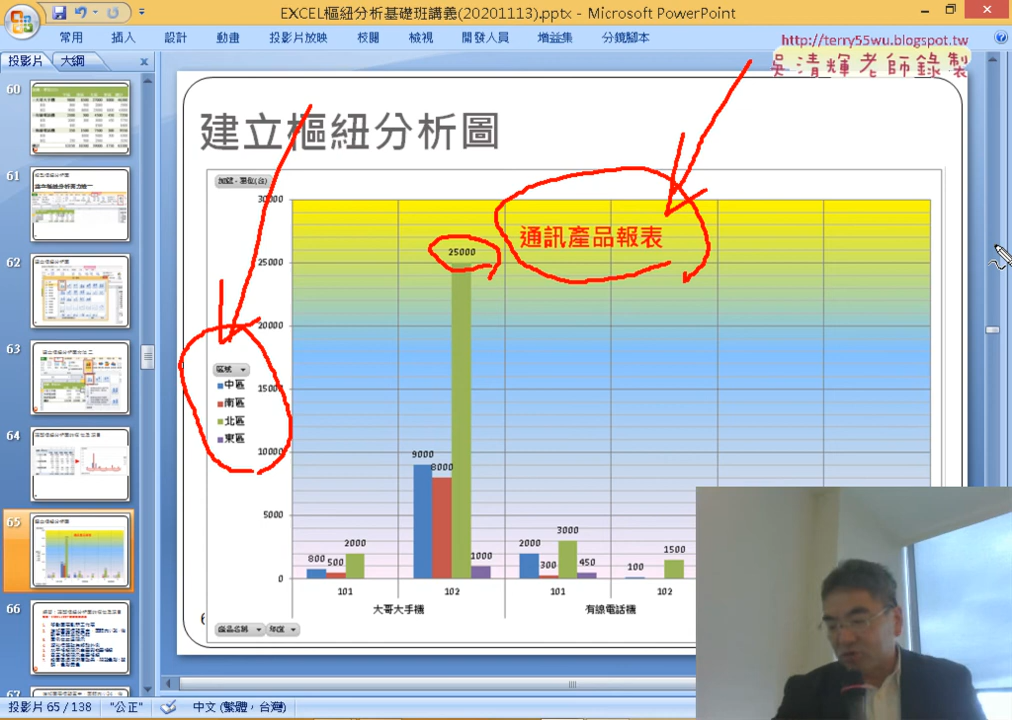 EXCEL樞紐分析基礎班講義(20201113).pptx - Microsoft PowerPoint
常用 插入 設計 動畫 投影片放映 校閱 檢視 開發人員 增益集 分鏡腳本
http://terry55wu.blogspot.tw
吳清輝老師錄製
投影片 大綱
60
61
62
63
64
65
66
67
建立樞紐分析圖
加總 - 單位(台)
通訊產品報表
30000
25000
20000
15000
10000
5000
0
區域
中區
南區
北區
東區
800 500 2000
9000 8000 25000 1000
2000 300 3000 450
100 1500
101 102 101 102
大哥大手機 有線電話機
產品名稱 年度
投影片 65 / 138 "公正" 中文 (繁體，台灣)